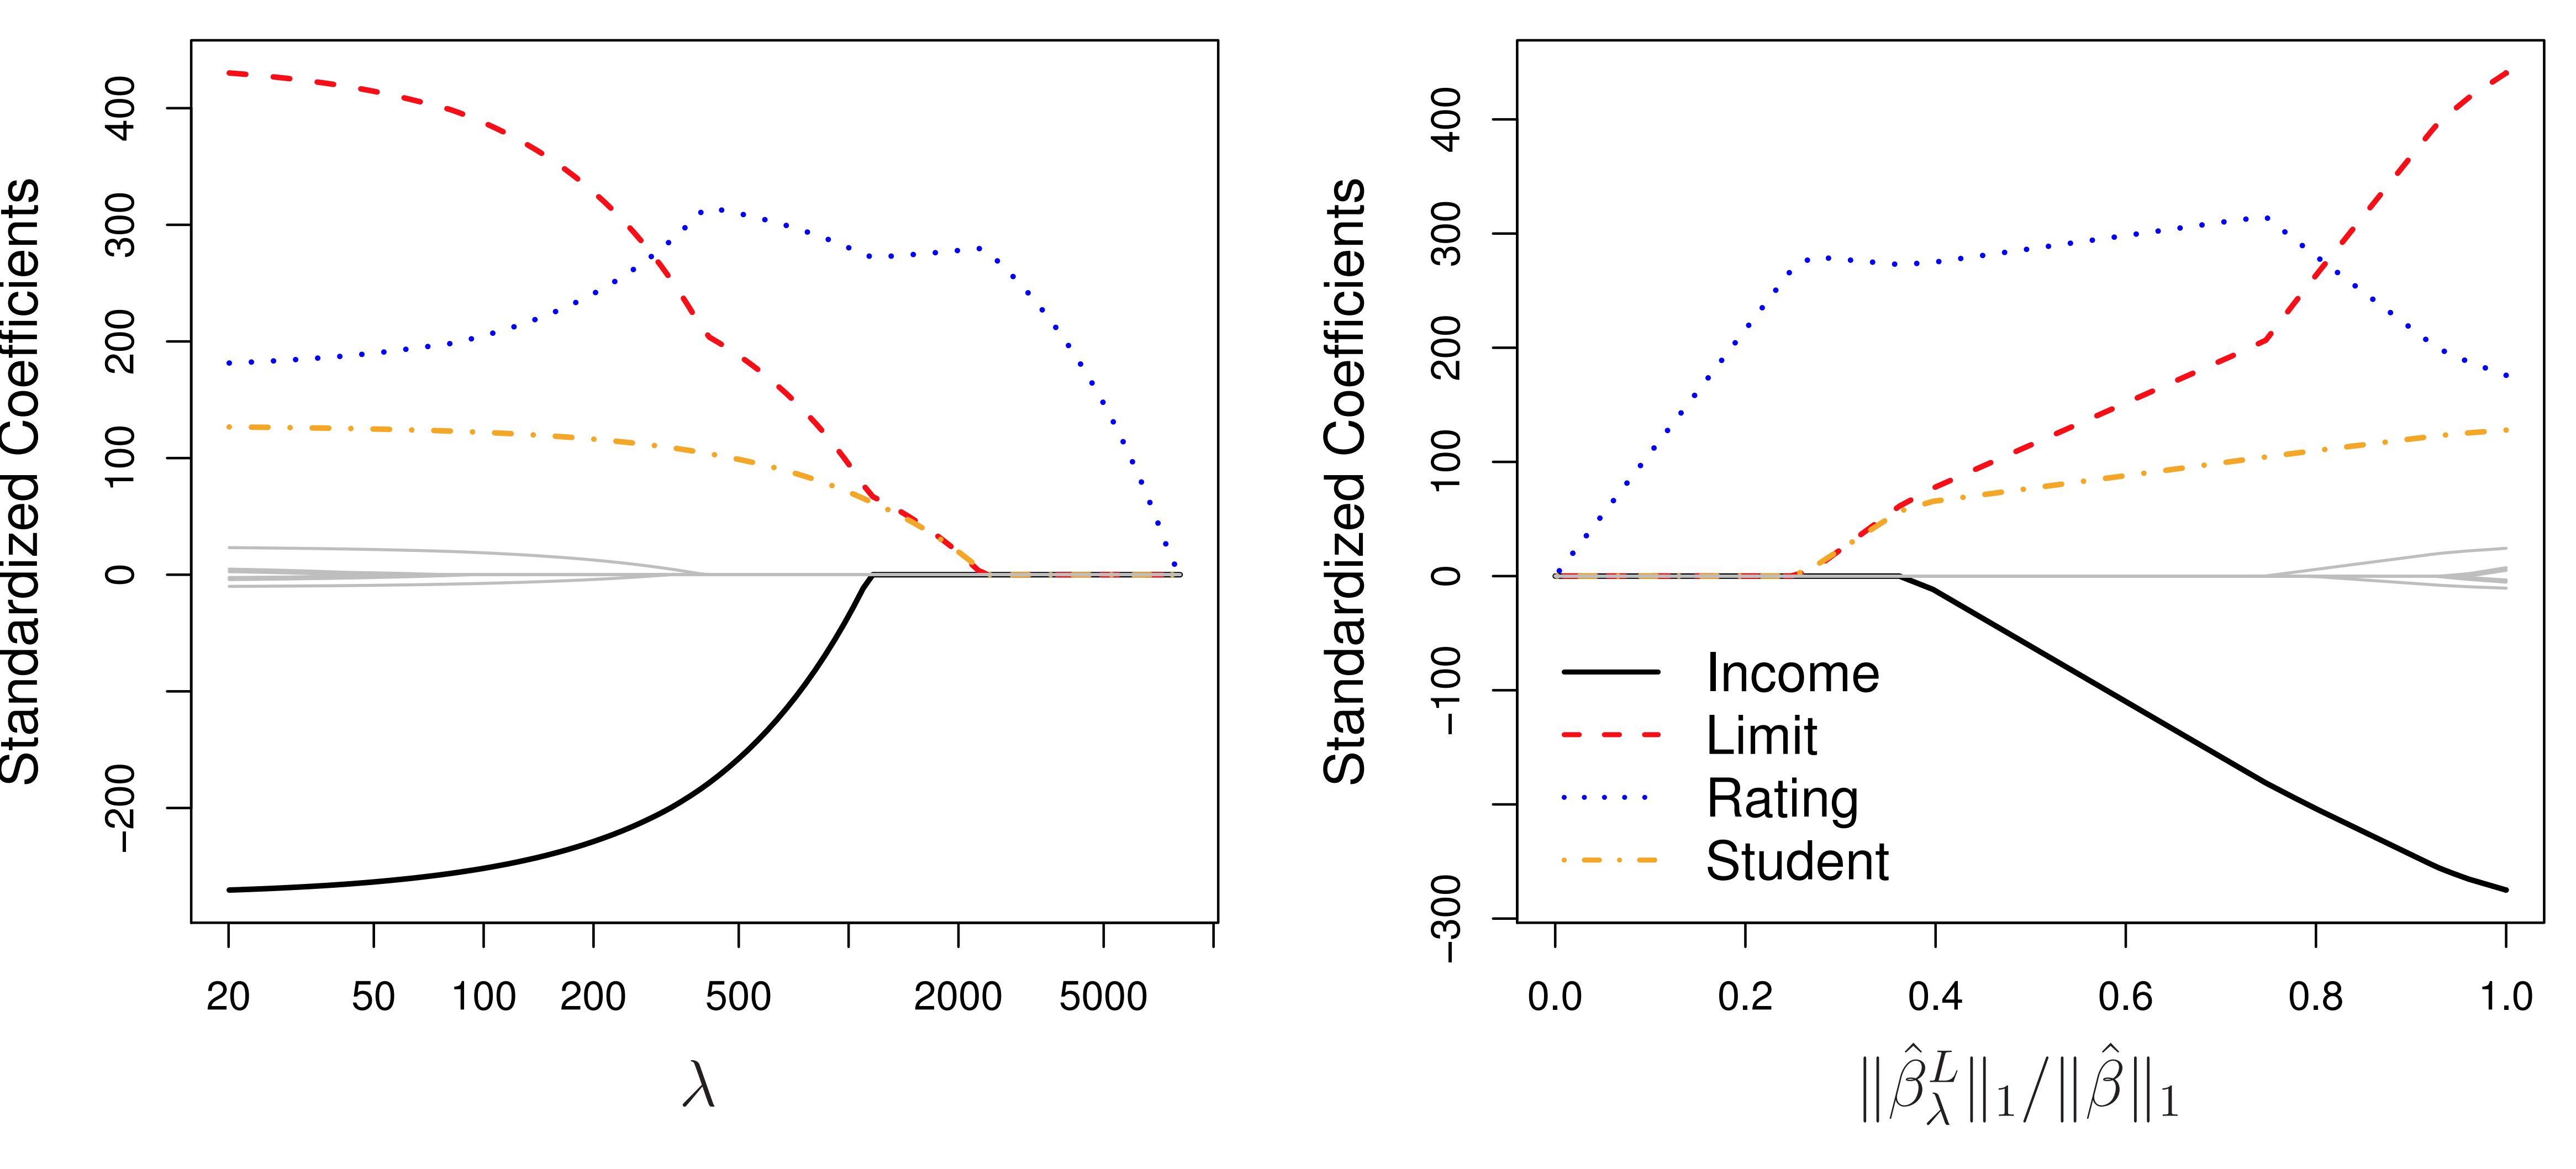 Standardized Coefficients
400
300
200
100
0
−200
20 50 100 200 500 2000 5000
λ
Standardized Coefficients
400
300
200
100
0
−100
−300
Income
Limit
Rating
Student
0.0 0.2 0.4 0.6 0.8 1.0
‖β̂λᴸ‖₁/‖β̂‖₁